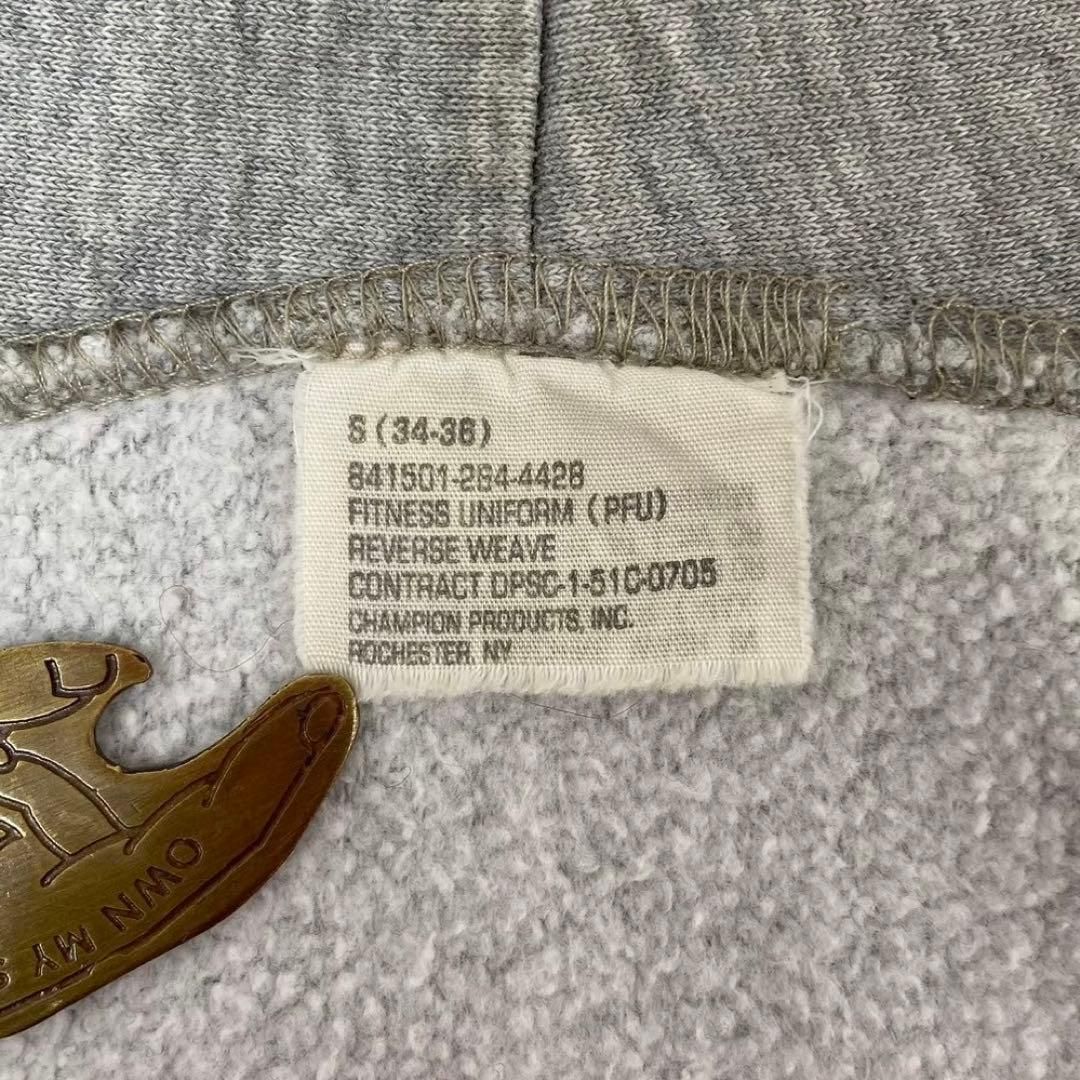 S (34-36)
841501-284-4428
FITNESS UNIFORM (PFU)
REVERSE WEAVE
CONTRACT DPSC-1-51C-0705
CHAMPION PRODUCTS, INC.
ROCHESTER, NY
OWN MY